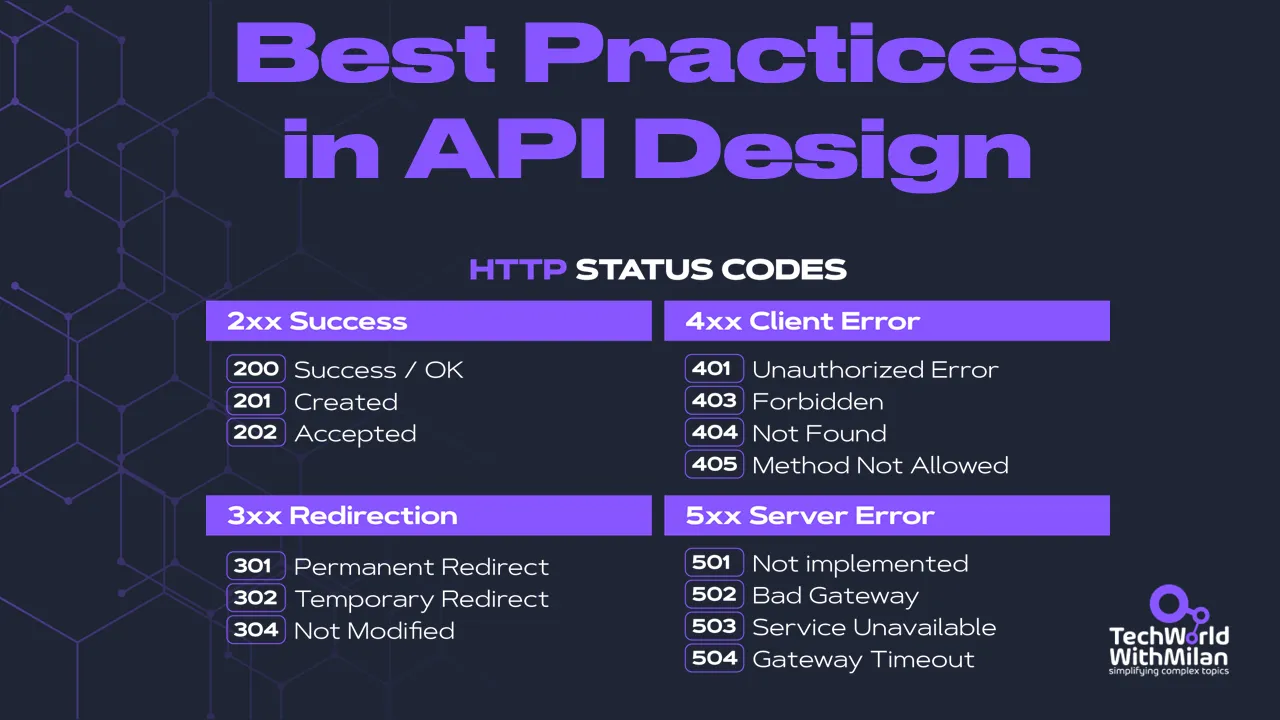 Best Practices
in API Design
HTTP STATUS CODES
2xx Success
200 Success / OK
201 Created
202 Accepted
4xx Client Error
401 Unauthorized Error
403 Forbidden
404 Not Found
405 Method Not Allowed
3xx Redirection
301 Permanent Redirect
302 Temporary Redirect
304 Not Modified
5xx Server Error
501 Not implemented
502 Bad Gateway
503 Service Unavailable
504 Gateway Timeout
TechWorld
WithMilan
simplifying complex topics